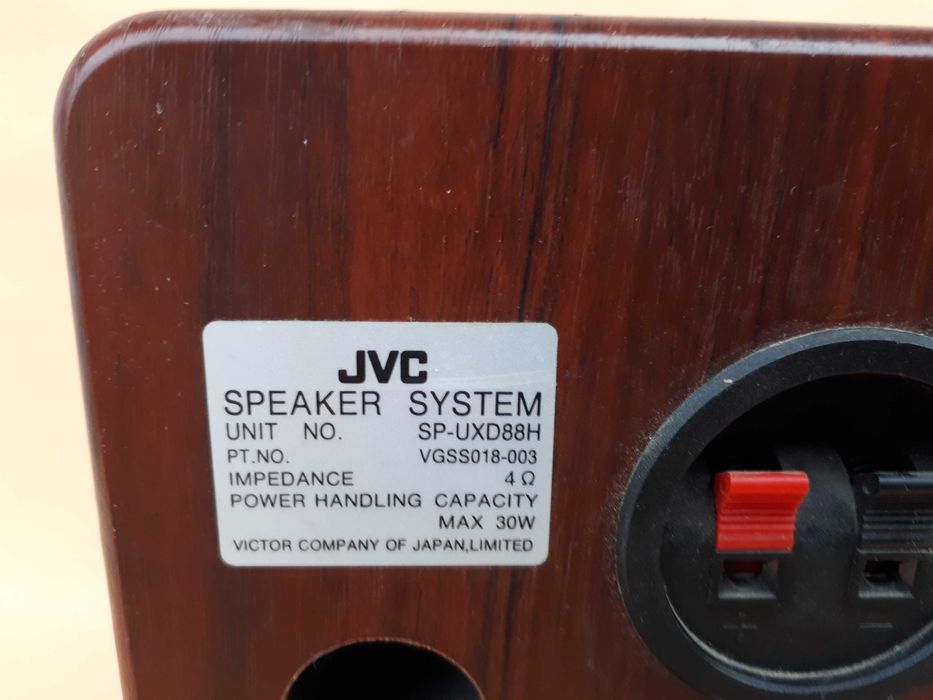 JVC
SPEAKER SYSTEM
UNIT NO. SP-UXD88H
PT.NO. VGSS018-003
IMPEDANCE 4 Ω
POWER HANDLING CAPACITY
MAX 30W
VICTOR COMPANY OF JAPAN,LIMITED